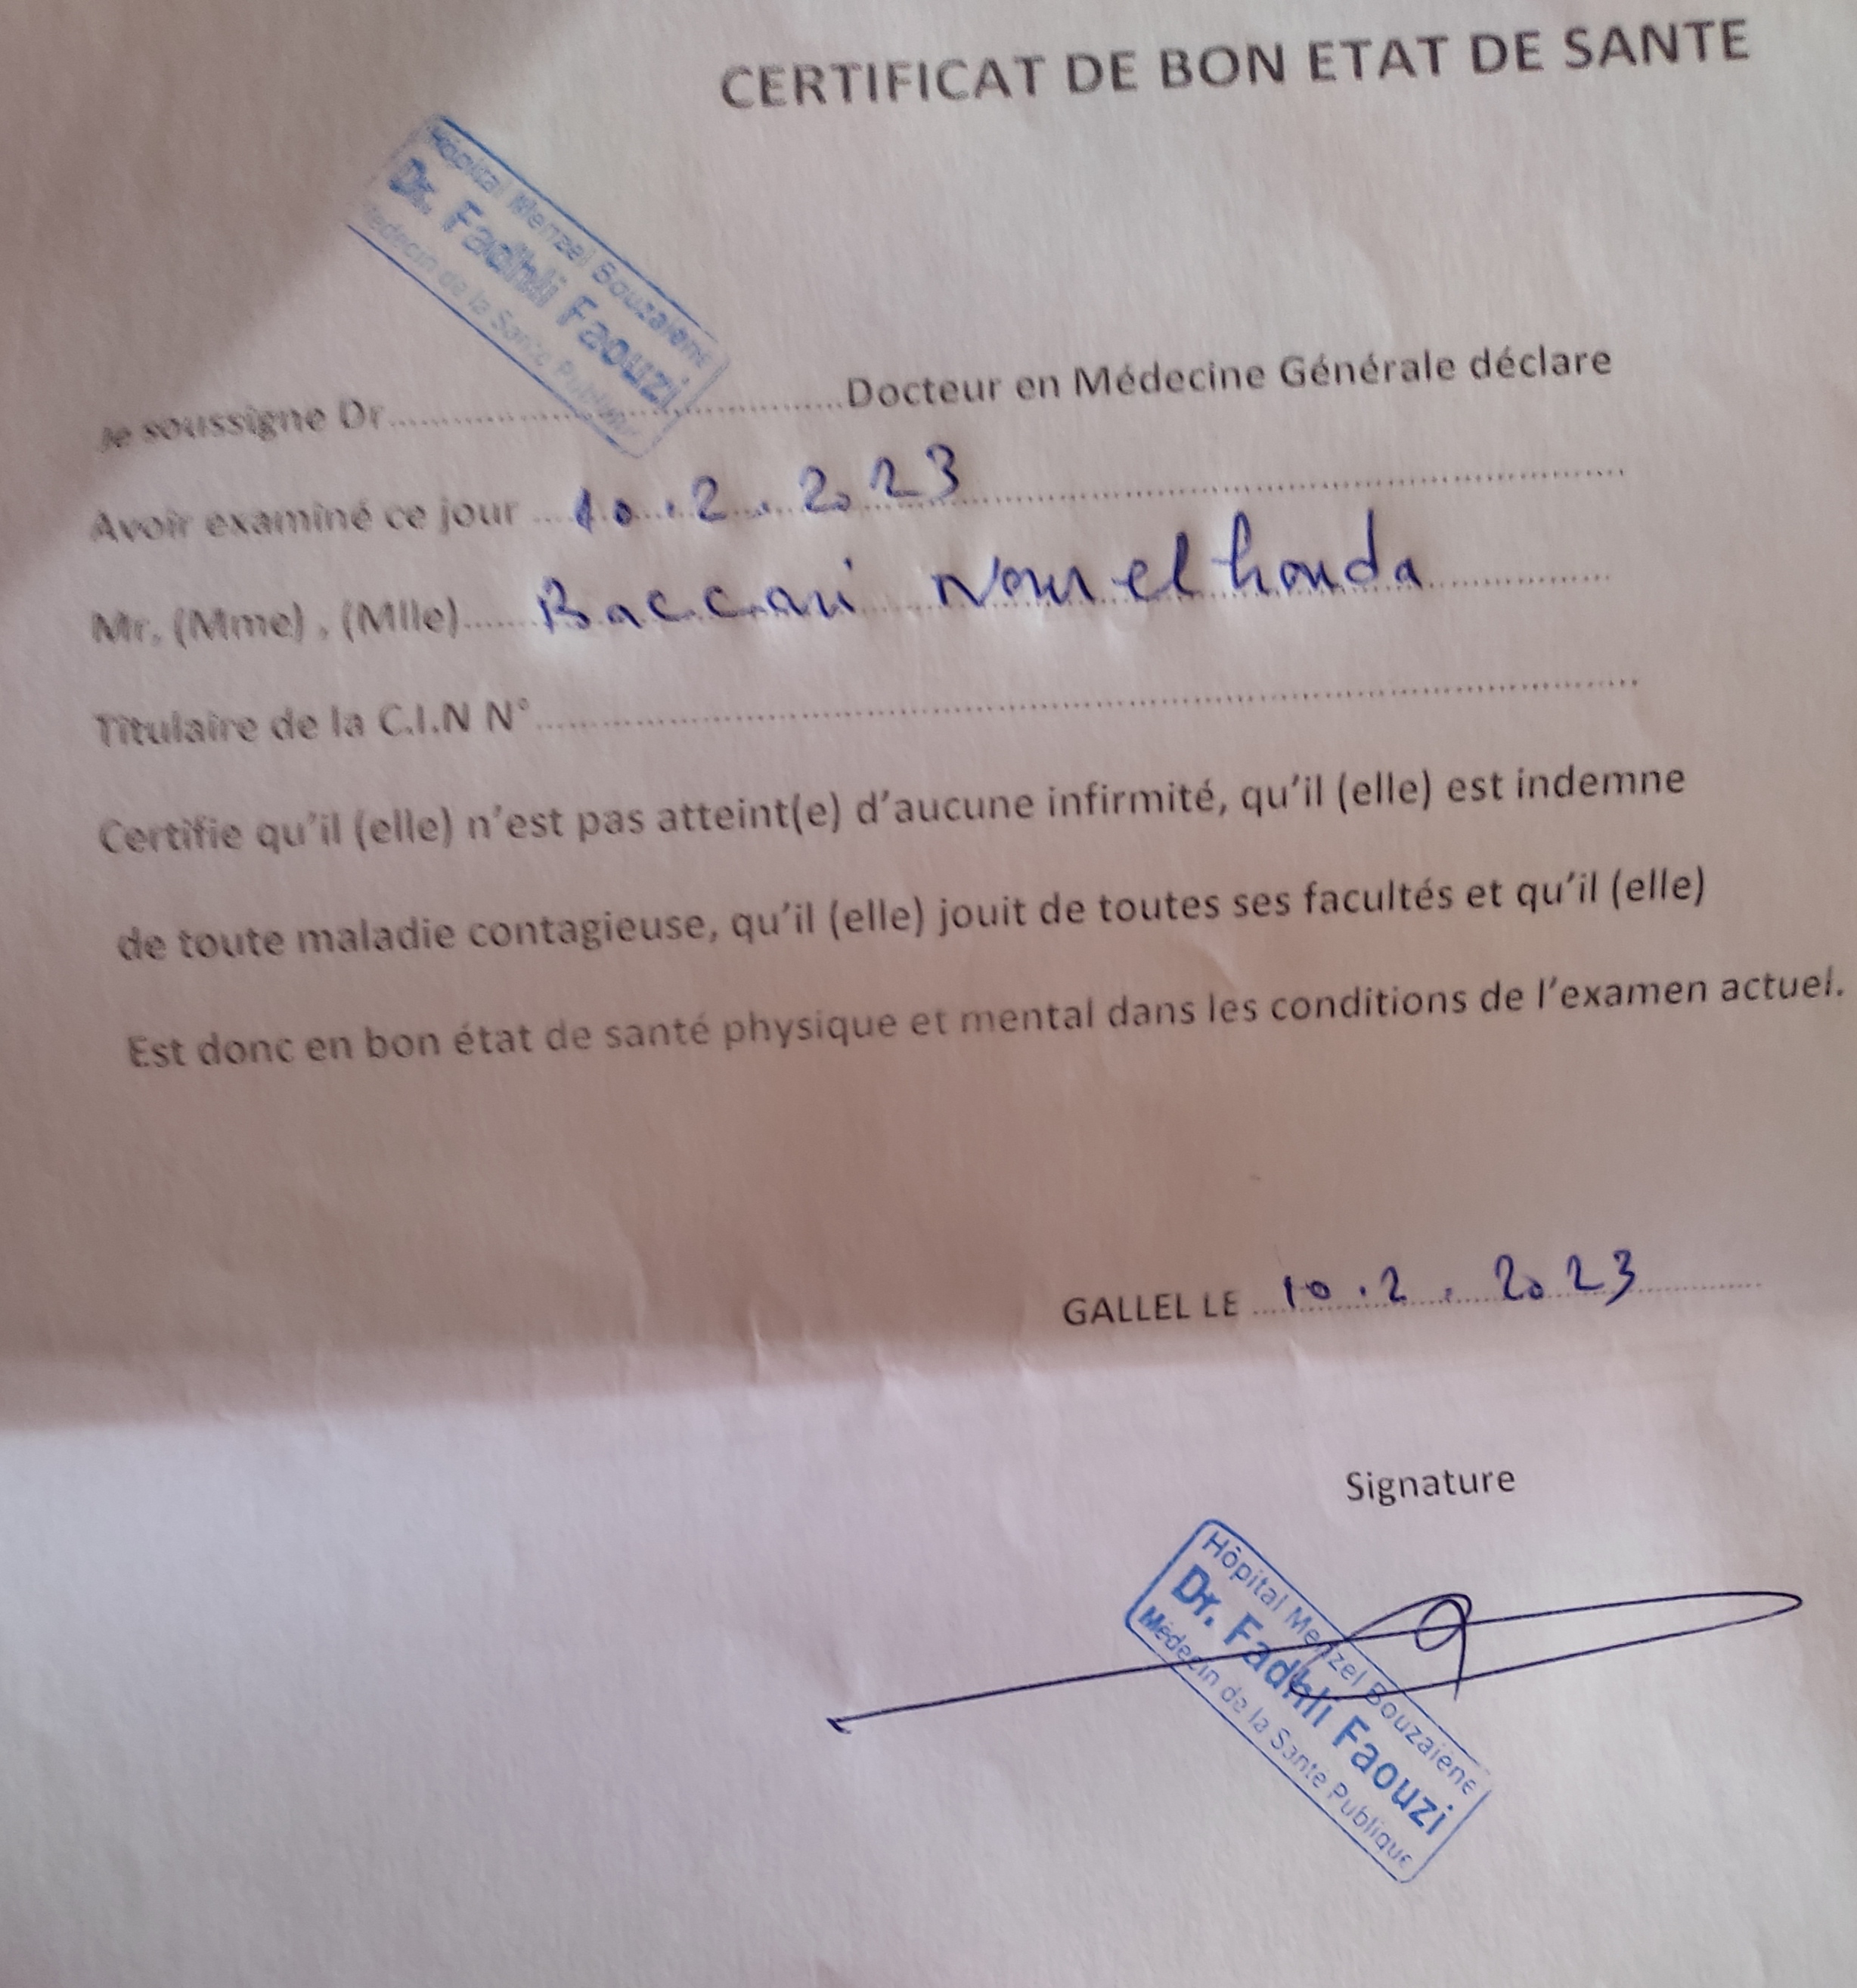 CERTIFICAT DE BON ETAT DE SANTE
Hôpital Menzel Bouzaiene
Dr. Fadhli Faouzi
Médecin de la Sante Publique
Je soussigne Dr..............................Docteur en Médecine Générale déclare
Avoir examiné ce jour 10.2.2023
Mr. (Mme) , (Mlle) Baccari Nour el houda
Titulaire de la C.I.N N°
Certifie qu'il (elle) n'est pas atteint(e) d'aucune infirmité, qu'il (elle) est indemne
de toute maladie contagieuse, qu'il (elle) jouit de toutes ses facultés et qu'il (elle)
Est donc en bon état de santé physique et mental dans les conditions de l'examen actuel.
GALLEL LE 10.2.2023
Signature
Hôpital Menzel Bouzaiene
Dr. Fadhli Faouzi
Médecin de la Sante Publique